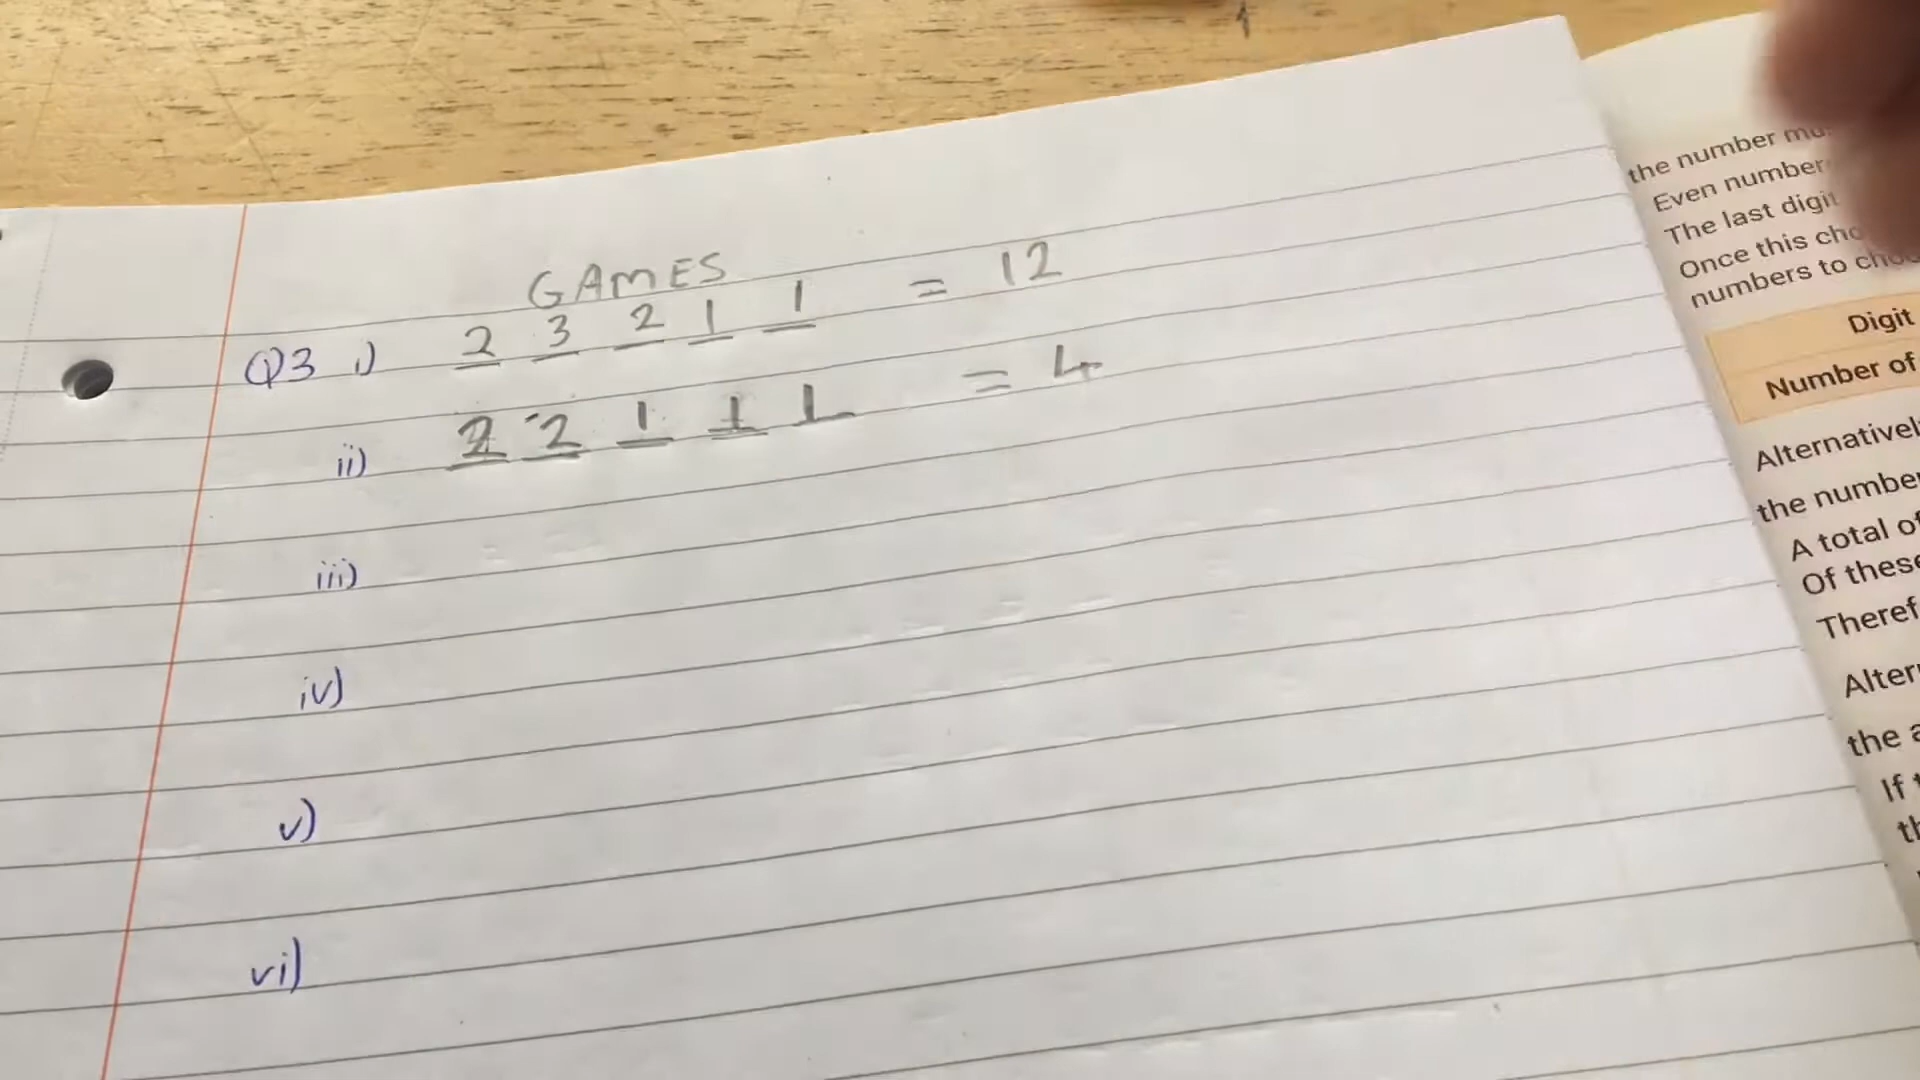 GAMES
Q3 i) 2 3 2 1 1 = 12
ii) 2 2 1 1 1 = 4
iii)
iv)
v)
vi)
the number
Even number
The last digit
Once this
numbers to
Digit
Number of
Alternatively
the number
A total of
Of these
Theref
Alter
the a
If